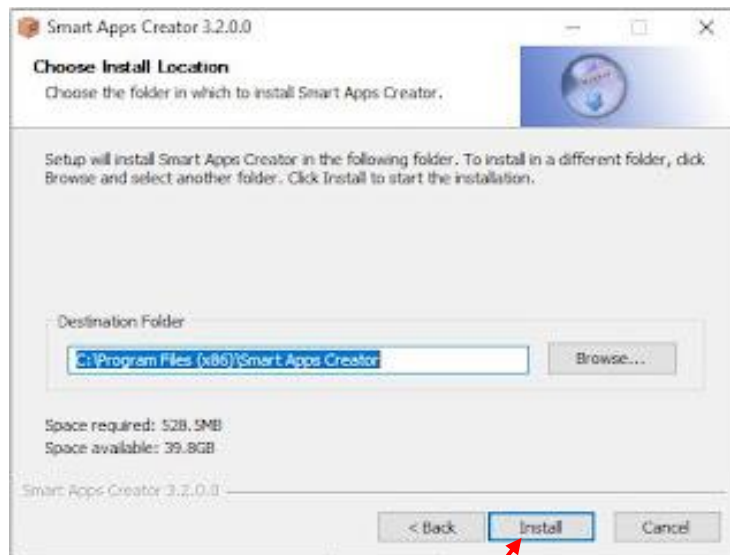 Smart Apps Creator 3.2.0.0
Choose Install Location
Choose the folder in which to install Smart Apps Creator.
Setup will install Smart Apps Creator in the following folder. To install in a different folder, click
Browse and select another folder. Click Install to start the installation.
Destination Folder
C:\Program Files (x86)\Smart Apps Creator
Browse...
Space required: 528.5MB
Space available: 39.8GB
Smart Apps Creator 3.2.0.0
< Back Install Cancel